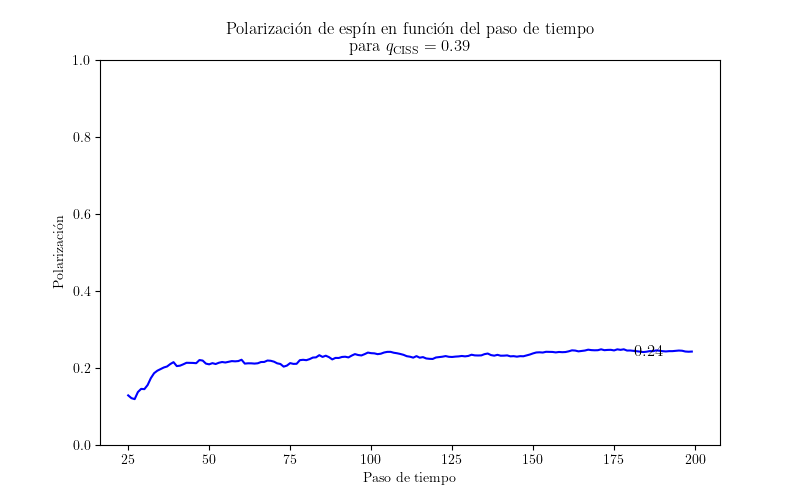 Polarización de espín en función del paso de tiempo
para q_CISS = 0.39
1.0
0.8
0.6
0.4
0.2
0.0
Polarización
0.24
25 50 75 100 125 150 175 200
Paso de tiempo